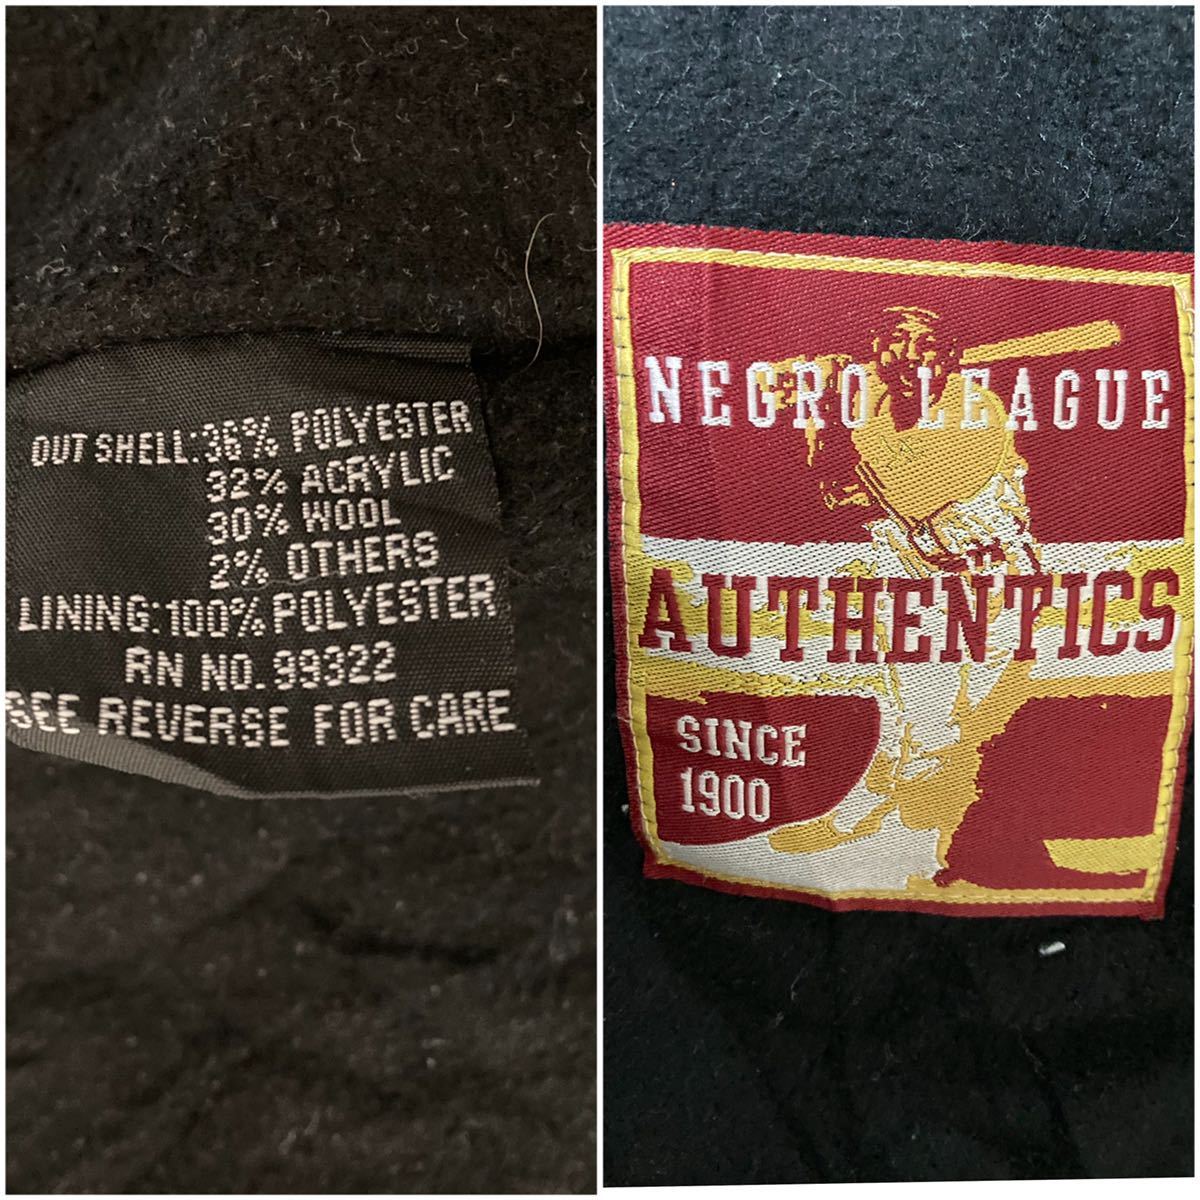 OUT SHELL:36% POLYESTER
32% ACRYLIC
30% WOOL
2% OTHERS
LINING:100% POLYESTER
RN NO. 99322
SEE REVERSE FOR CARE
NEGRO LEAGUE
AUTHENTICS
SINCE
1900